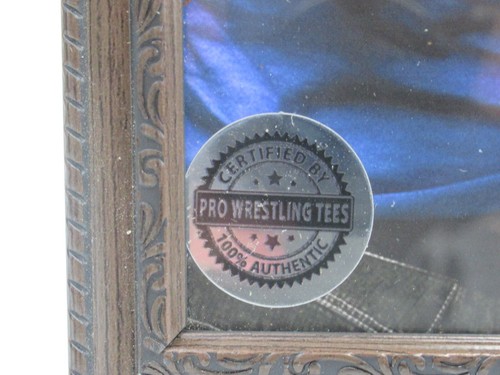 CERTIFIED BY
PRO WRESTLING TEES
100% AUTHENTIC